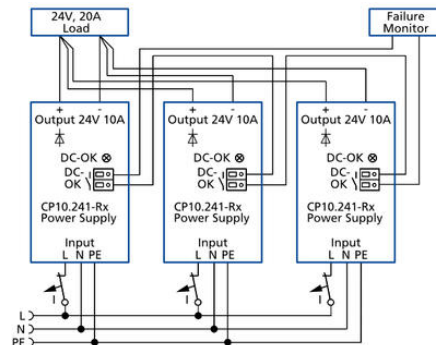 24V, 20A
Load
Failure
Monitor
+ -
Output 24V 10A
DC-OK
DC-
OK
CP10.241-Rx
Power Supply
Input
L N PE
I
+ -
Output 24V 10A
DC-OK
DC-
OK
CP10.241-Rx
Power Supply
Input
L N PE
I
+ -
Output 24V 10A
DC-OK
DC-
OK
CP10.241-Rx
Power Supply
Input
L N PE
I
L
N
PE